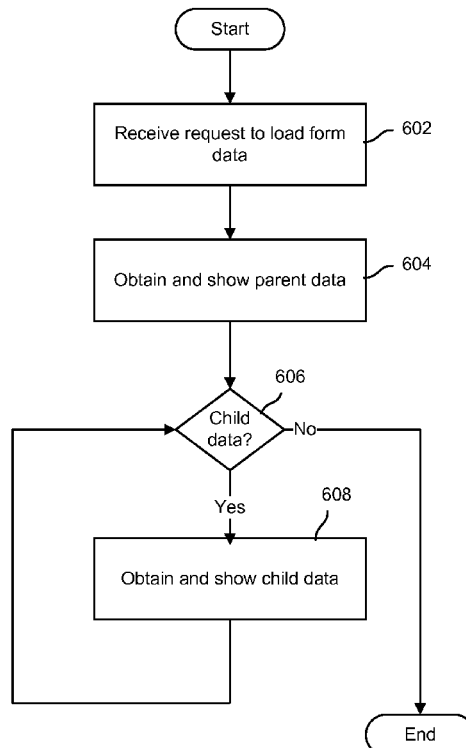 Start
Receive request to load form
data
602
Obtain and show parent data
604
606
Child
data?
No
Yes
608
Obtain and show child data
End